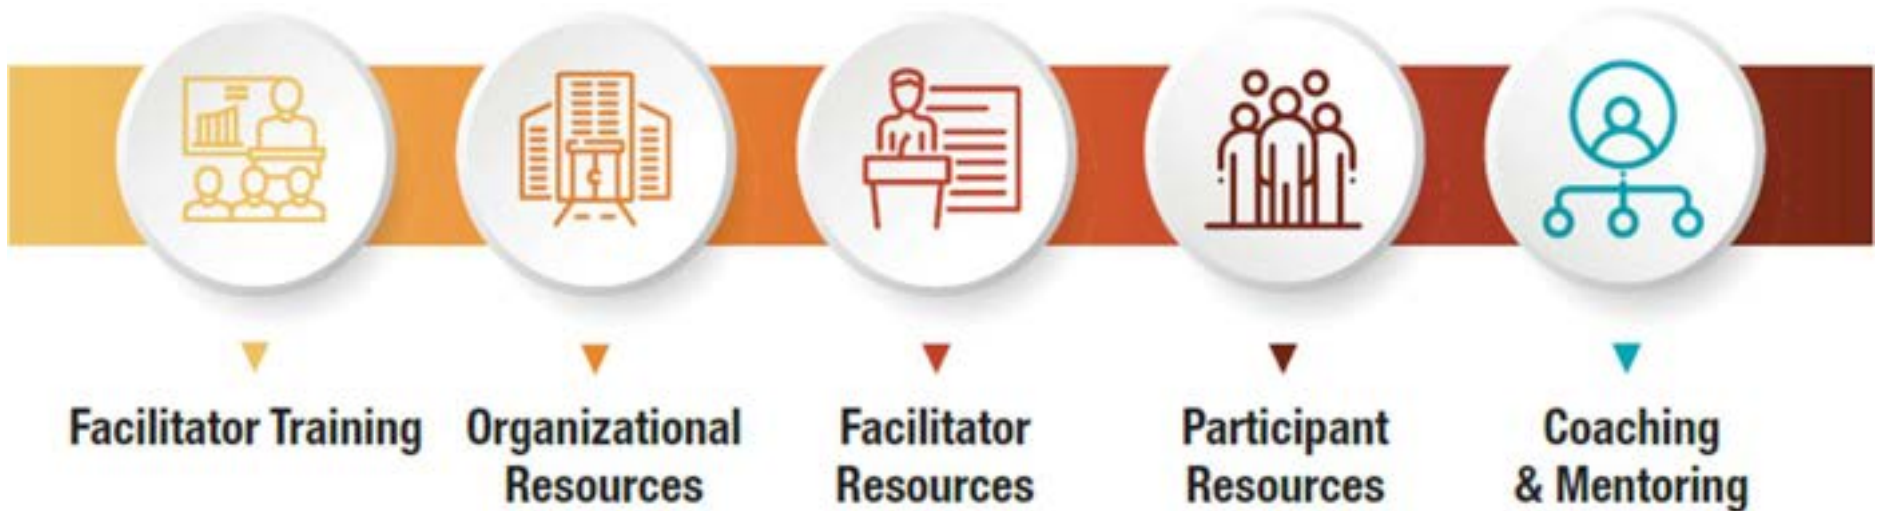 Facilitator Training
Organizational
Resources
Facilitator
Resources
Participant
Resources
Coaching
& Mentoring